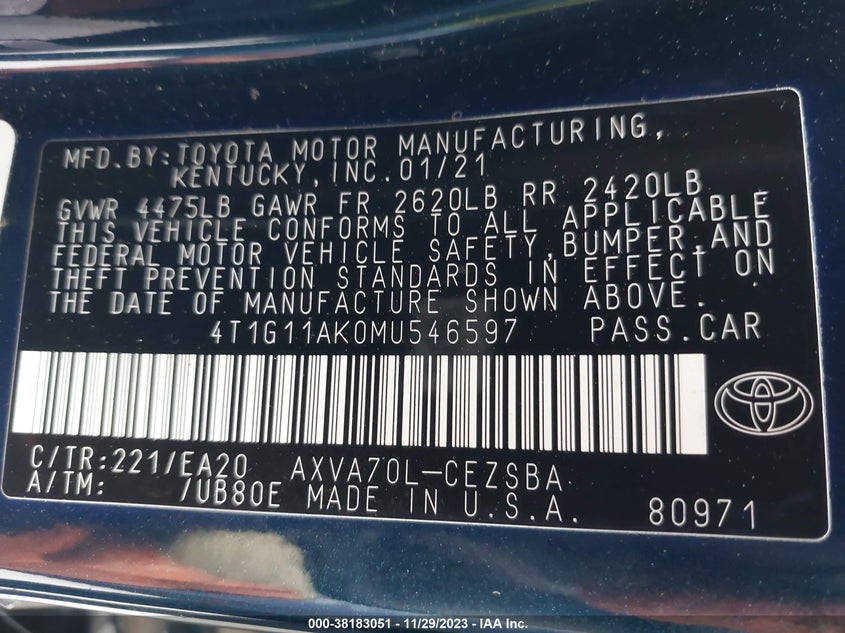 MFD.BY:TOYOTA MOTOR MANUFACTURING,
KENTUCKY,INC.01/21
GVWR 4475LB GAWR FR 2620LB RR 2420LB
THIS VEHICLE CONFORMS TO ALL APPLICABLE
FEDERAL MOTOR VEHICLE SAFETY,BUMPER,AND
THEFT PREVENTION STANDARDS IN EFFECT ON
THE DATE OF MANUFACTURE SHOWN ABOVE.
4T1G11AK0MU546597 PASS.CAR
C/TR:221/EA20 AXVA70L-CEZSBA
A/TM: /UB80E MADE IN U.S.A. 80971
000-38183051 - 11/29/2023 - IAA Inc.